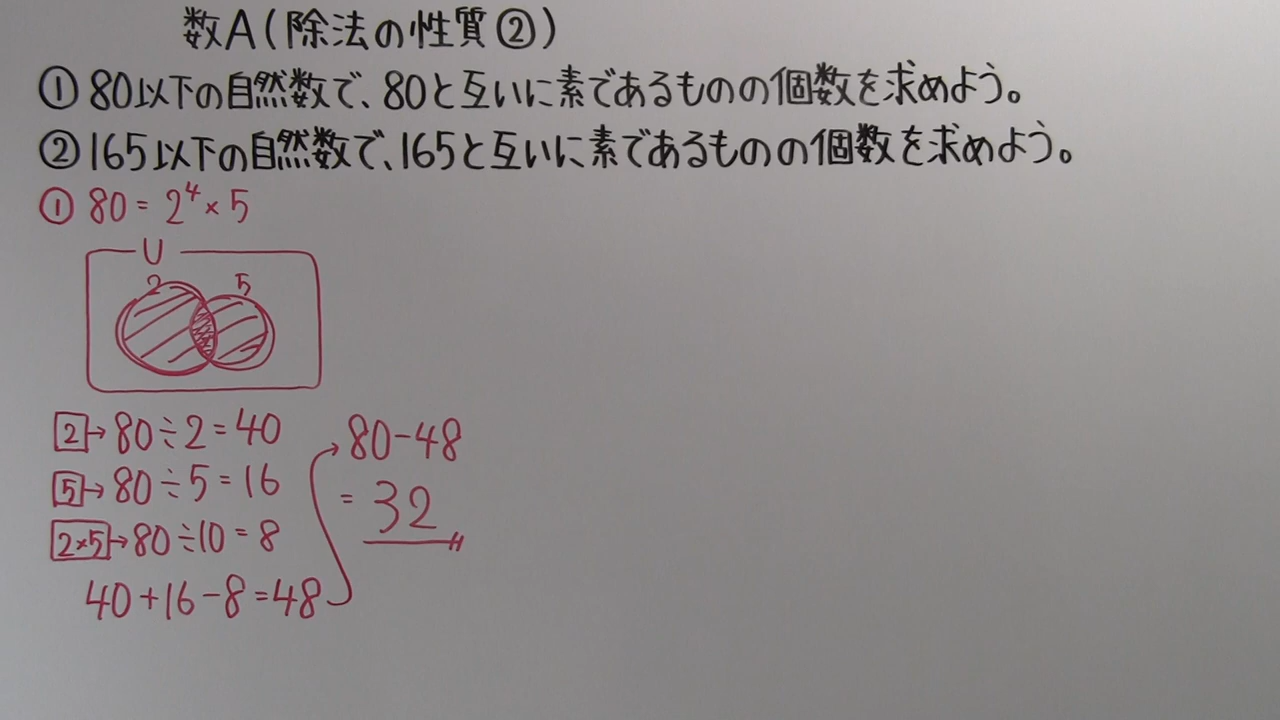 数A(除法の性質②)
①80以下の自然数で、80と互いに素であるものの個数を求めよう。
②165以下の自然数で、165と互いに素であるものの個数を求めよう。
① 80 = 2⁴×5
U
2 5
2→80÷2=40
5→80÷5=16
2×5→80÷10=8
40+16-8=48
→80-48
= 32